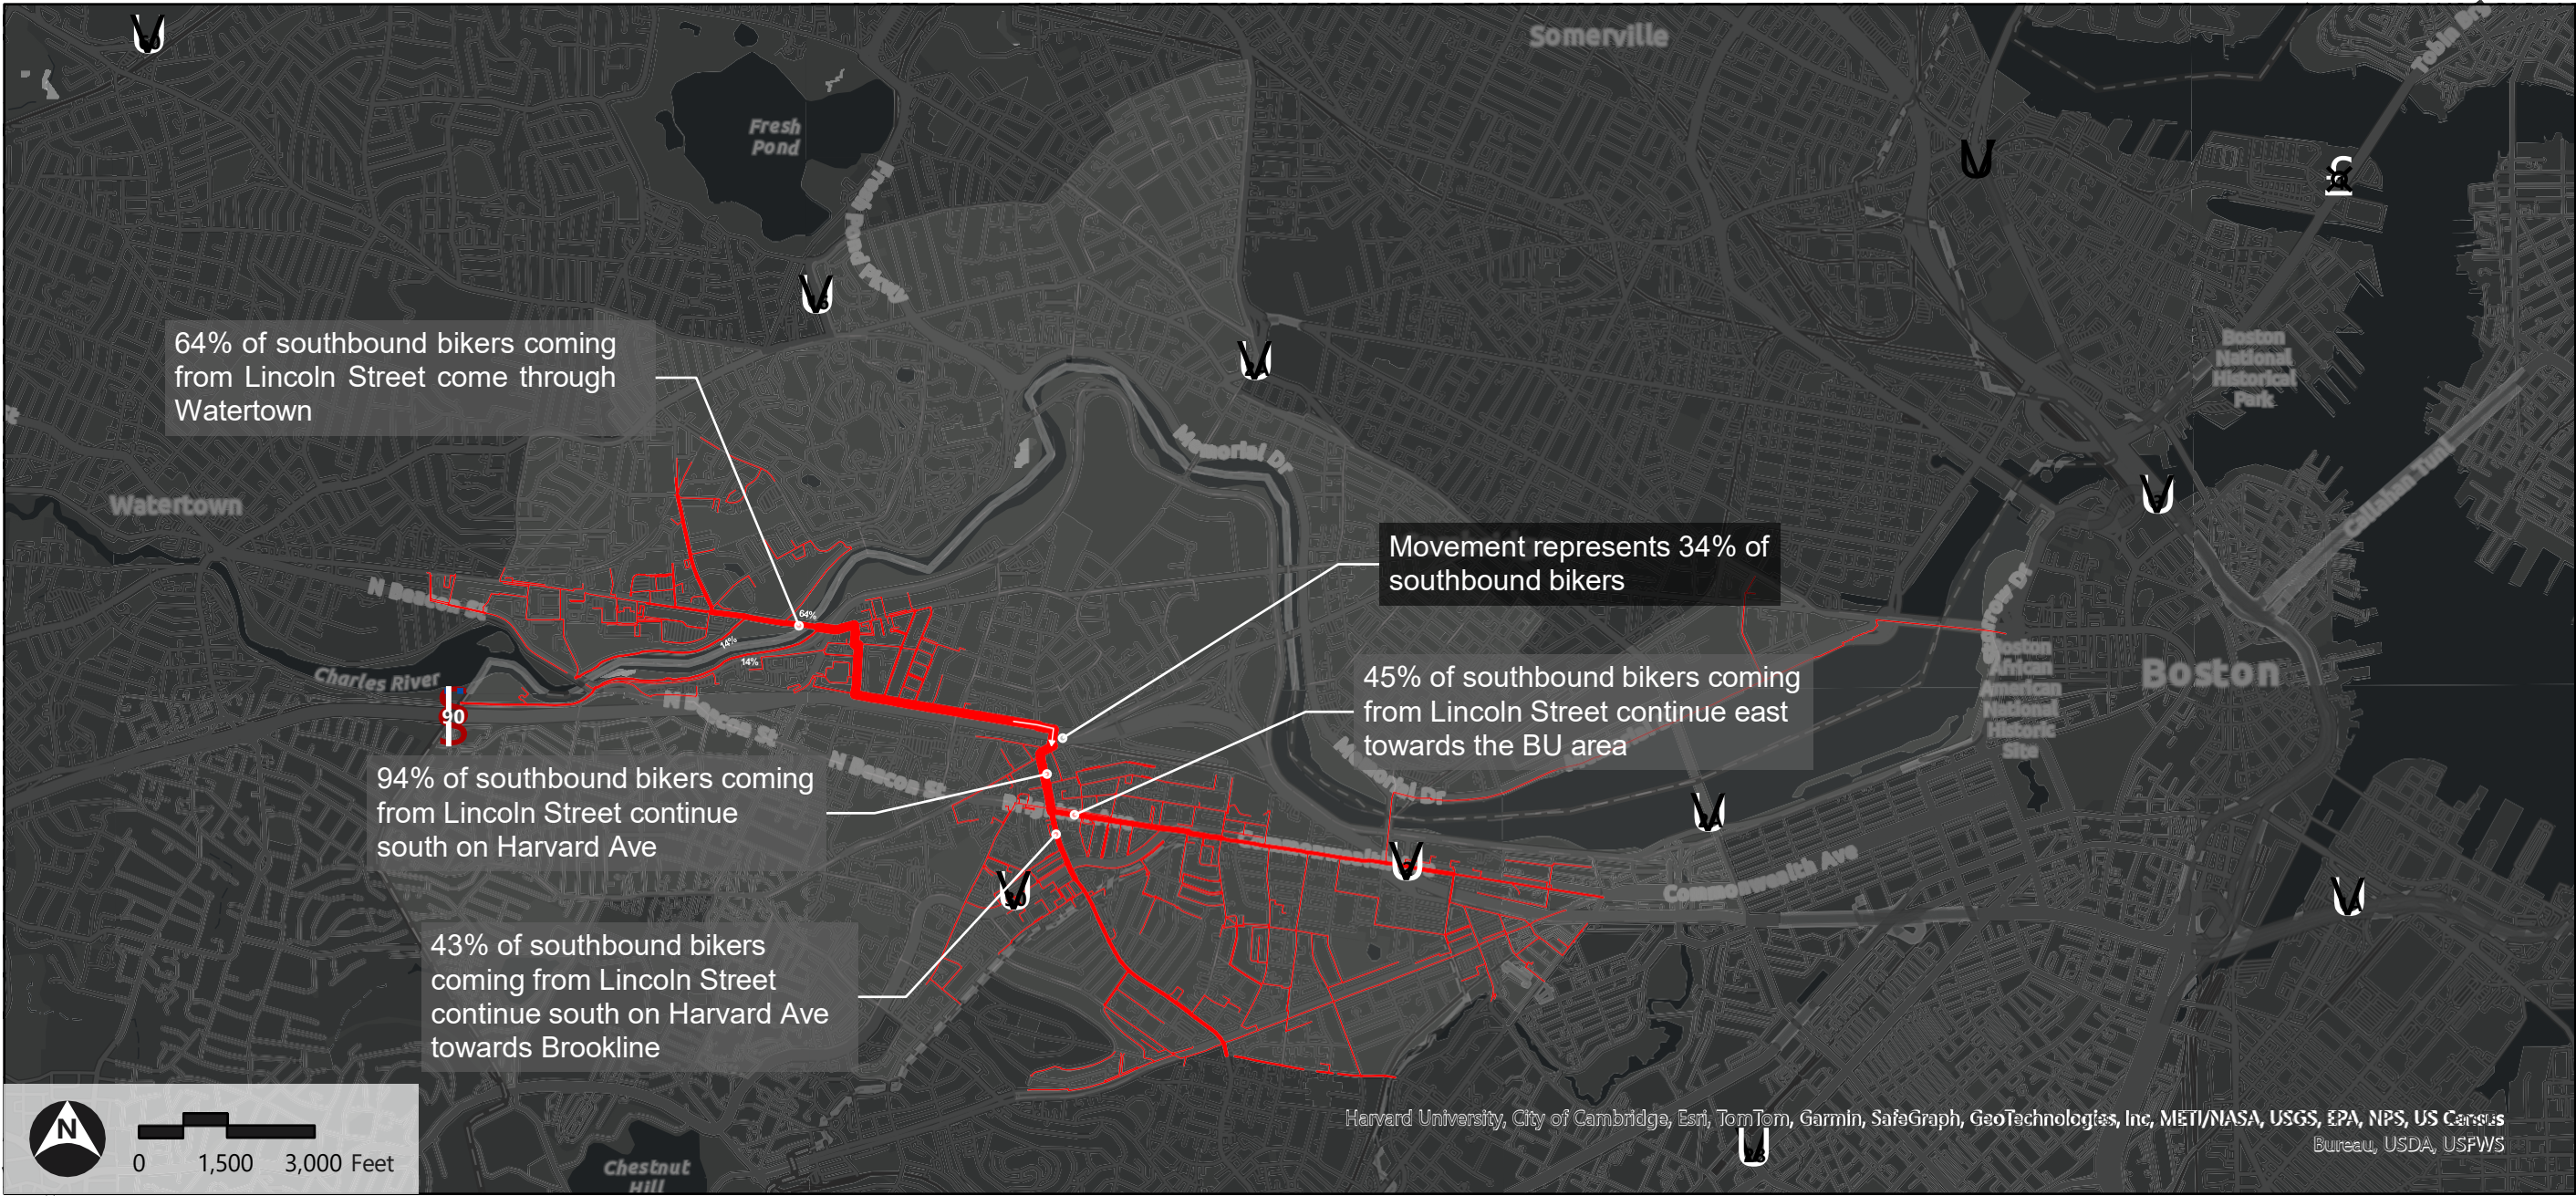 Somerville
Tobin Br
Fresh
Pond
64% of southbound bikers coming
from Lincoln Street come through
Watertown
Boston
National
Historical
Park
Callahan Tunl
Memorial Dr
Watertown
Movement represents 34% of
southbound bikers
N Beacon St
64%
14%
14%
Charles River
90
N Beacon St
45% of southbound bikers coming
from Lincoln Street continue east
towards the BU area
Boston
African
American
National
Historic
Site
Boston
94% of southbound bikers coming
from Lincoln Street continue
south on Harvard Ave
N Beacon St
Memorial Dr
Commonwealth Ave
43% of southbound bikers
coming from Lincoln Street
continue south on Harvard Ave
towards Brookline
N
0 1,500 3,000 Feet
Chestnut
Hill
Harvard University, City of Cambridge, Esri, TomTom, Garmin, SafeGraph, GeoTechnologies, Inc, METI/NASA, USGS, EPA, NPS, US Census
Bureau, USDA, USFWS